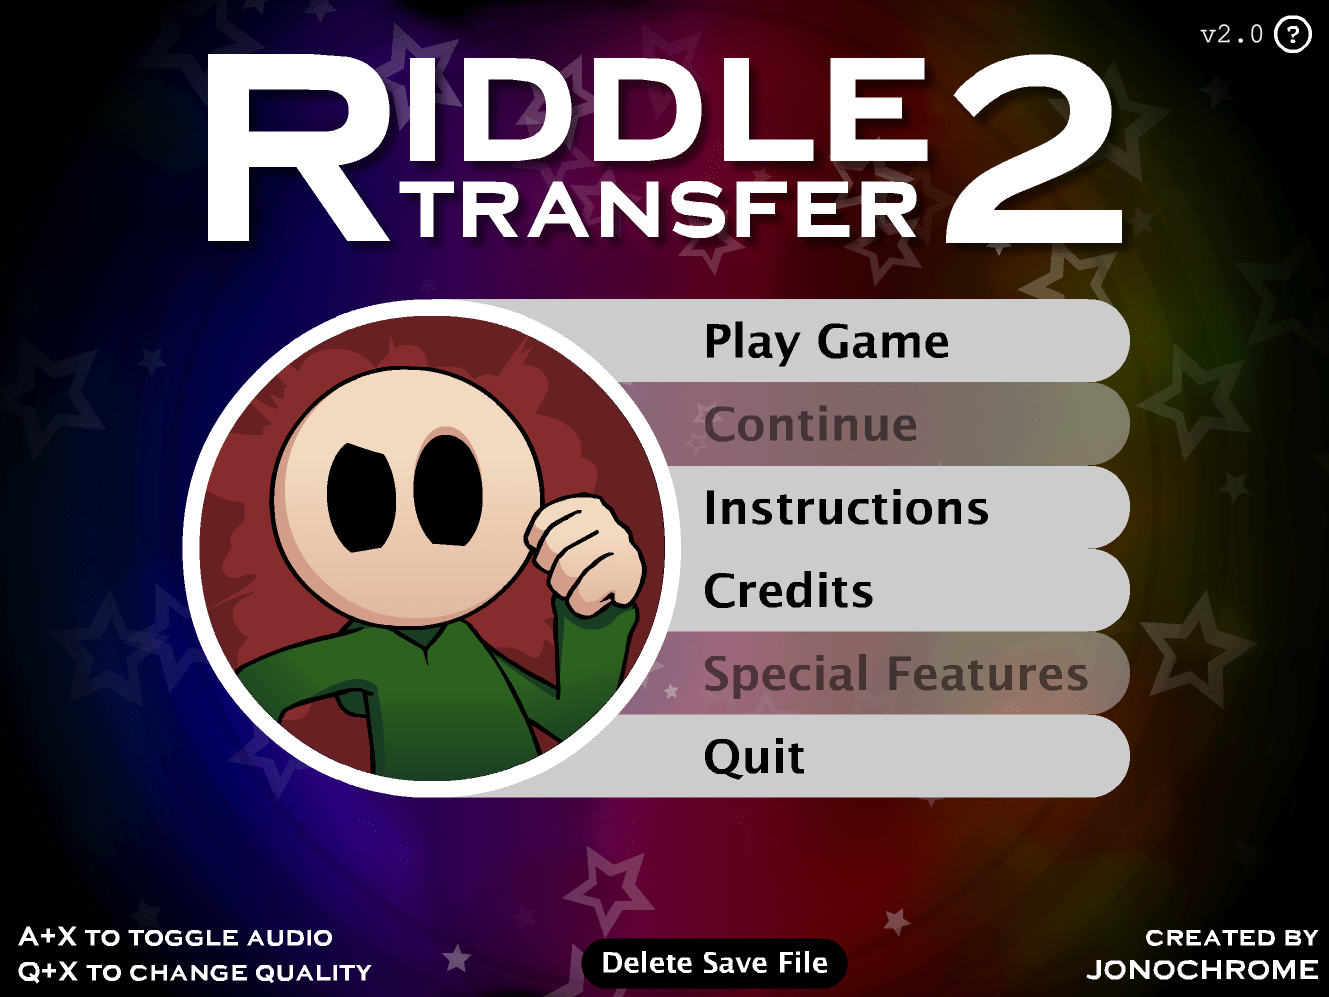 v2.0 ?
RIDDLE 2
TRANSFER
Play Game
Continue
Instructions
Credits
Special Features
Quit
A+X TO TOGGLE AUDIO
Q+X TO CHANGE QUALITY
Delete Save File
CREATED BY
JONOCHROME